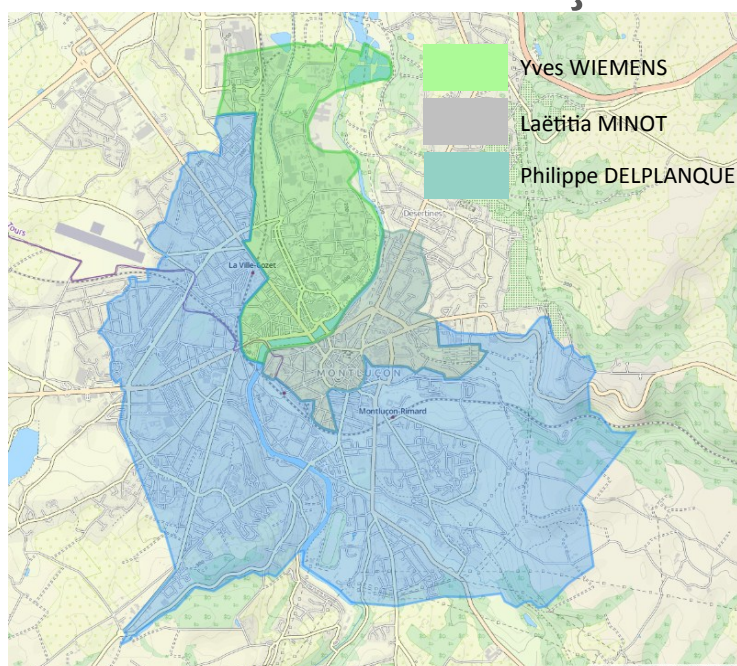 Yves WIEMENS
Laëtitia MINOT
Philippe DELPLANQUE
Désertines
Tours
La Ville-Gozet
MONTLUÇON
Montluçon-Rimard